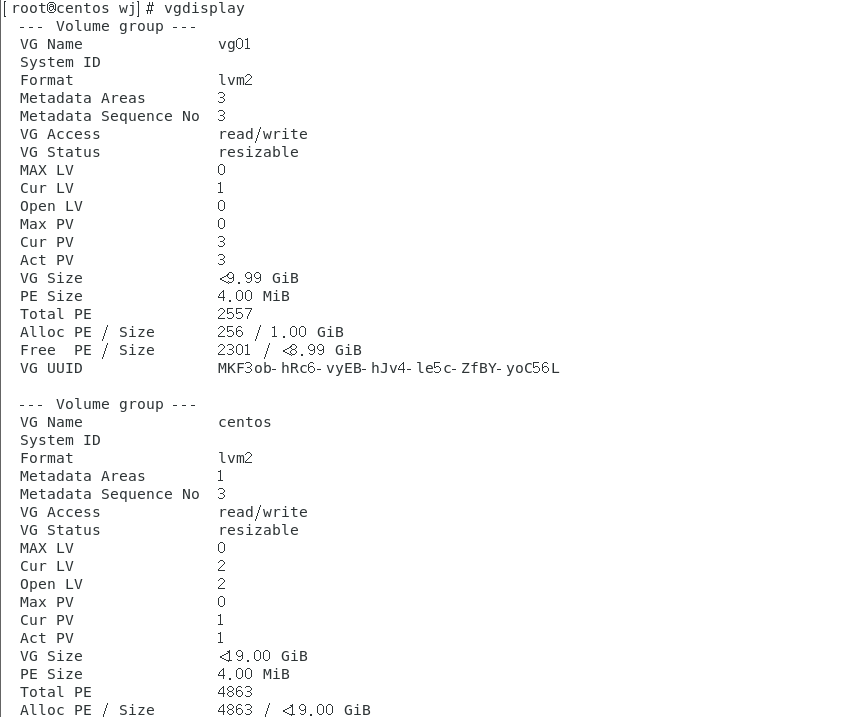 [root@centos wj]# vgdisplay
--- Volume group ---
VG Name vg01
System ID
Format lvm2
Metadata Areas 3
Metadata Sequence No 3
VG Access read/write
VG Status resizable
MAX LV 0
Cur LV 1
Open LV 0
Max PV 0
Cur PV 3
Act PV 3
VG Size <9.99 GiB
PE Size 4.00 MiB
Total PE 2557
Alloc PE / Size 256 / 1.00 GiB
Free PE / Size 2301 / <8.99 GiB
VG UUID MKF3ob-hRc6-vyEB-hJv4-le5c-ZfBY-yoC56L
--- Volume group ---
VG Name centos
System ID
Format lvm2
Metadata Areas 1
Metadata Sequence No 3
VG Access read/write
VG Status resizable
MAX LV 0
Cur LV 2
Open LV 2
Max PV 0
Cur PV 1
Act PV 1
VG Size <19.00 GiB
PE Size 4.00 MiB
Total PE 4863
Alloc PE / Size 4863 / <19.00 GiB